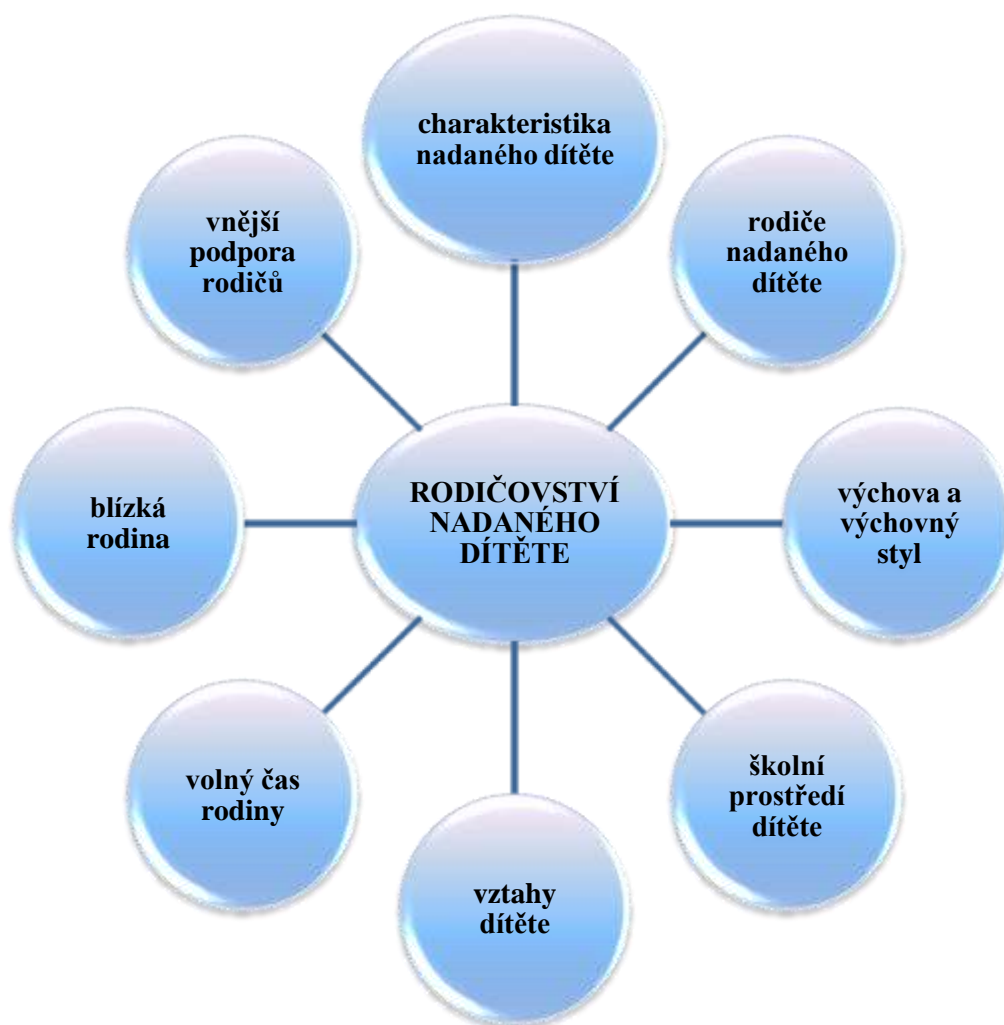 charakteristika
nadaného dítěte
rodiče
nadaného
dítěte
výchova a
výchovný
styl
školní
prostředí
dítěte
vztahy
dítěte
volný čas
rodiny
blízká
rodina
vnější
podpora
rodičů
RODIČOVSTVÍ
NADANÉHO
DÍTĚTE